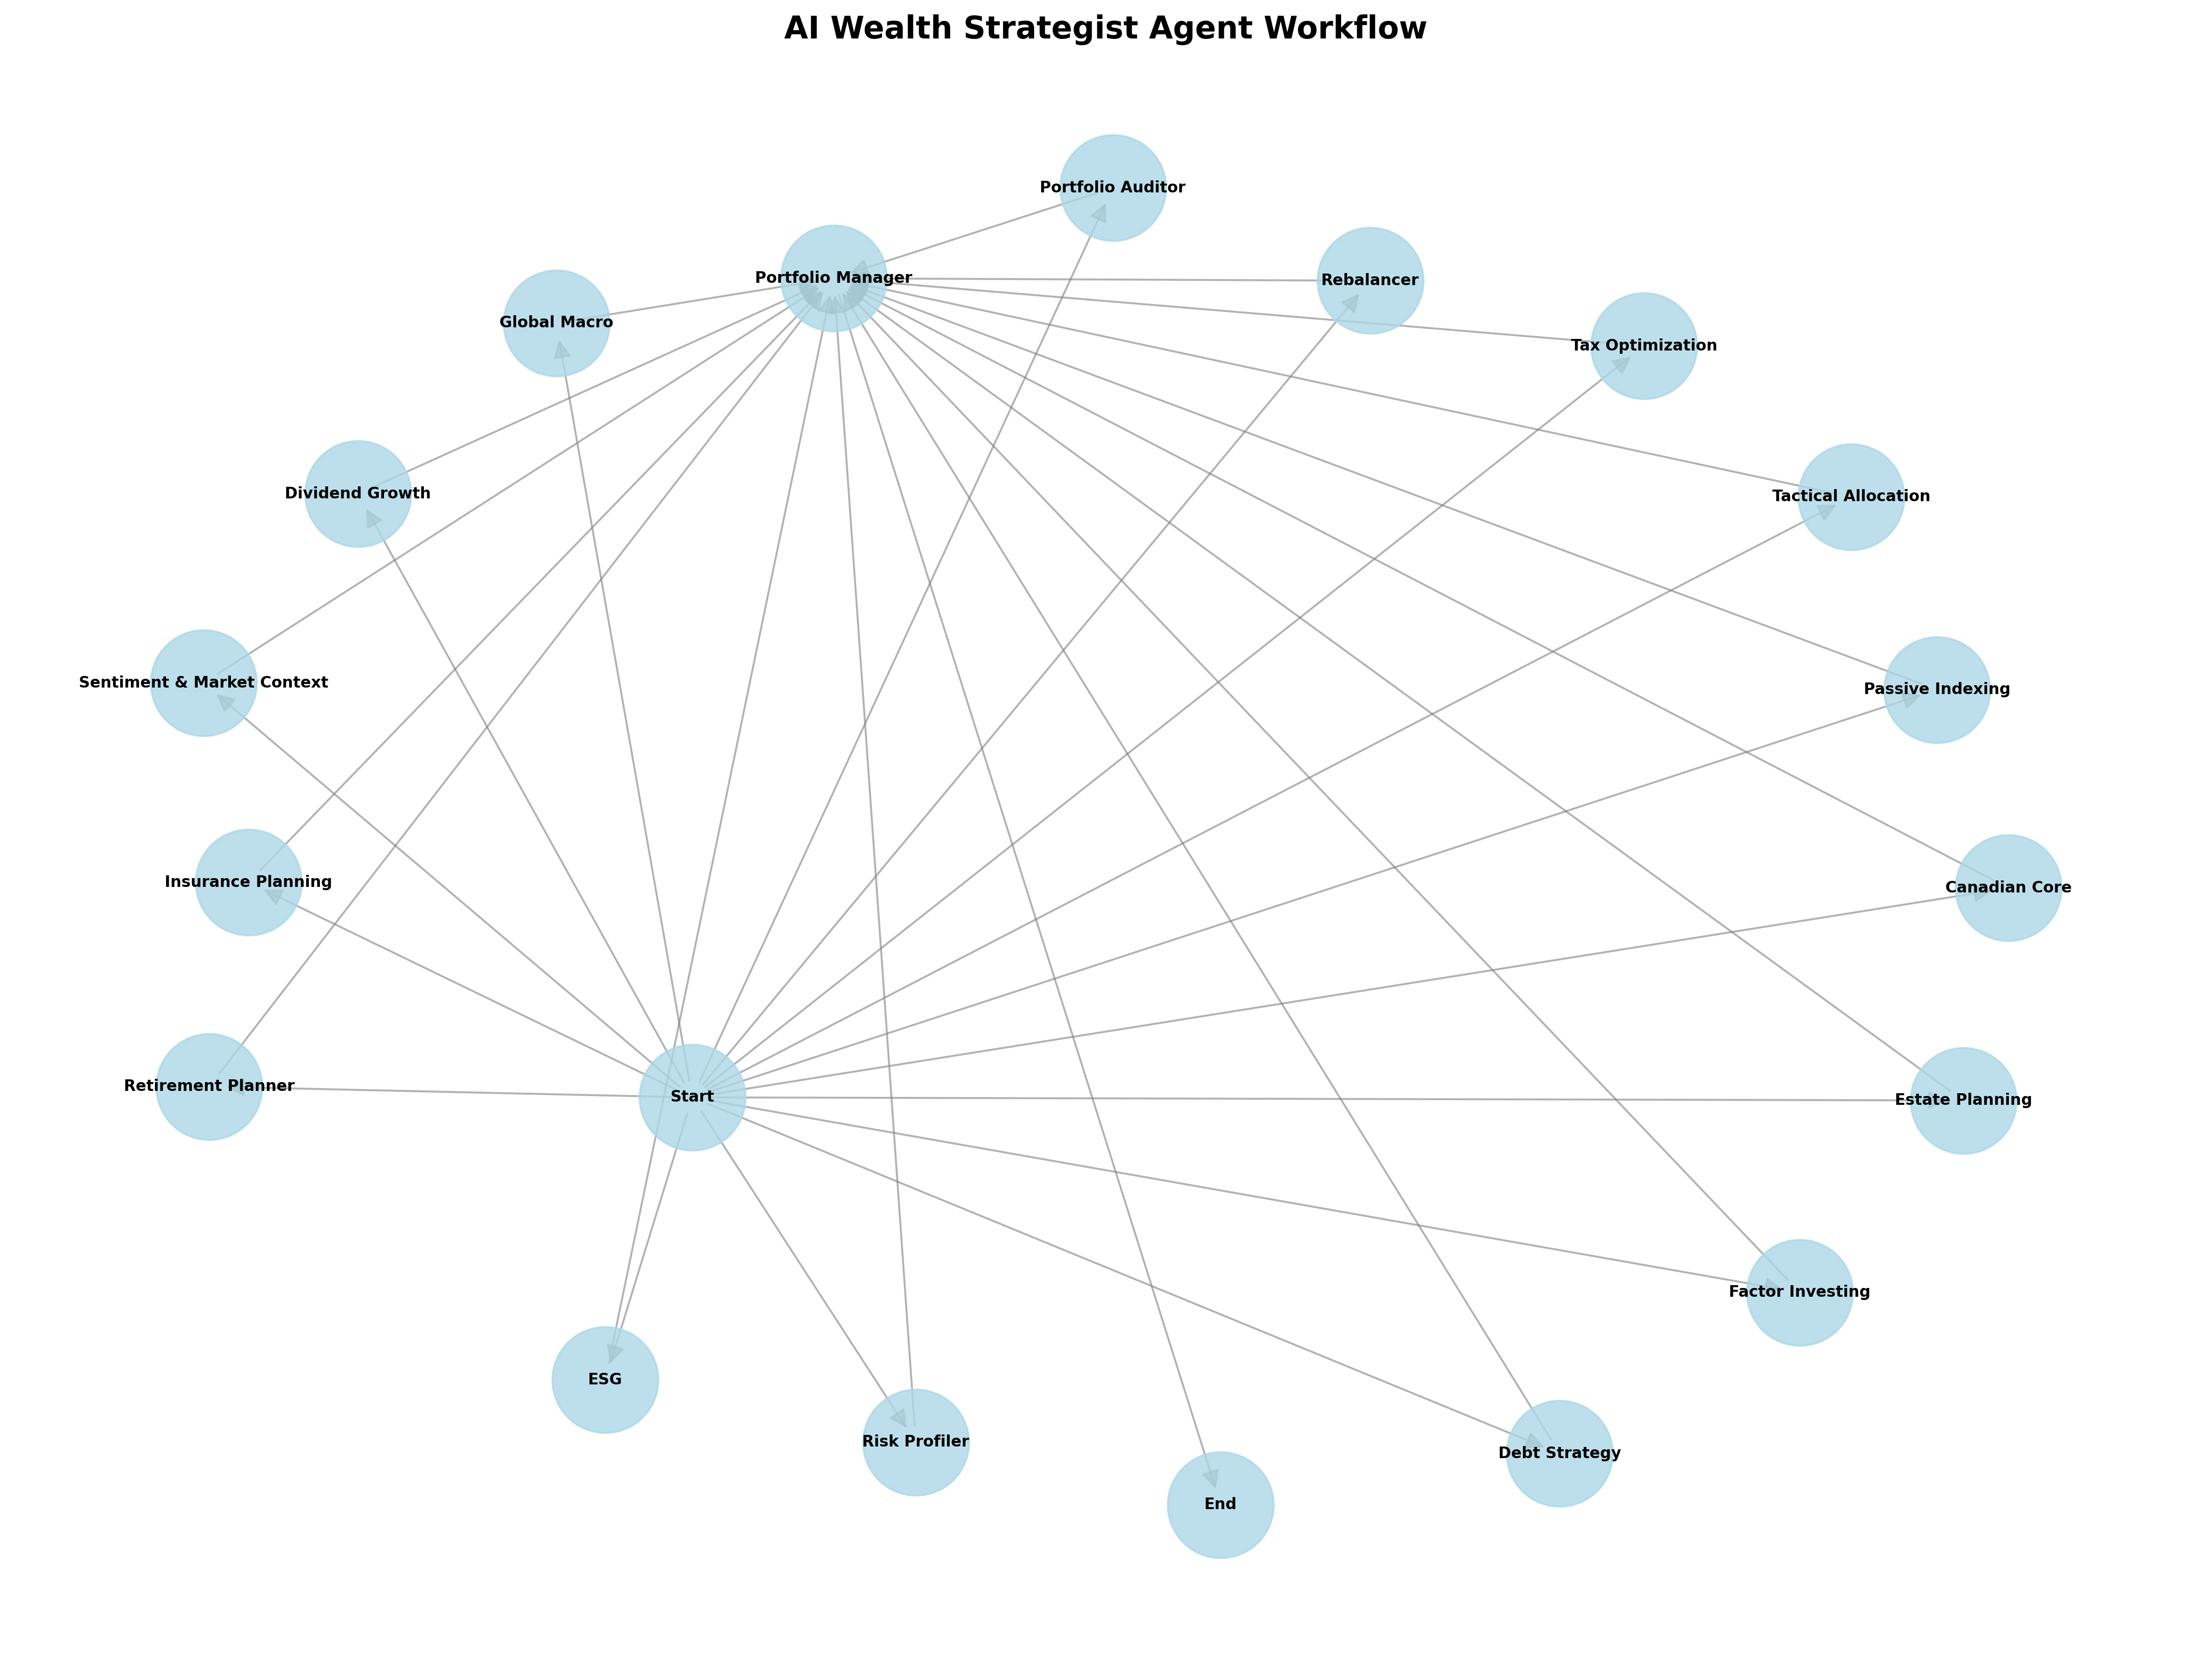 AI Wealth Strategist Agent Workflow
Portfolio Auditor
Portfolio Manager
Rebalancer
Global Macro
Tax Optimization
Dividend Growth
Tactical Allocation
Sentiment & Market Context
Passive Indexing
Insurance Planning
Canadian Core
Retirement Planner
Start
Estate Planning
Factor Investing
ESG
Risk Profiler
Debt Strategy
End